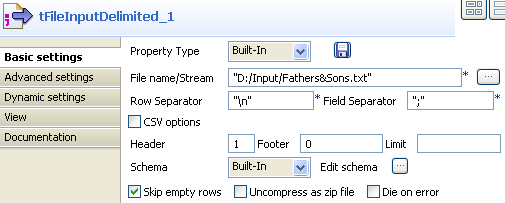 tFileInputDelimited_1
Basic settings
Advanced settings
Dynamic settings
View
Documentation
Property Type Built-In
File name/Stream "D:/Input/Fathers&Sons.txt" * ...
Row Separator "\n" * Field Separator ";" *
CSV options
Header 1 Footer 0 Limit
Schema Built-In Edit schema ...
Skip empty rows Uncompress as zip file Die on error